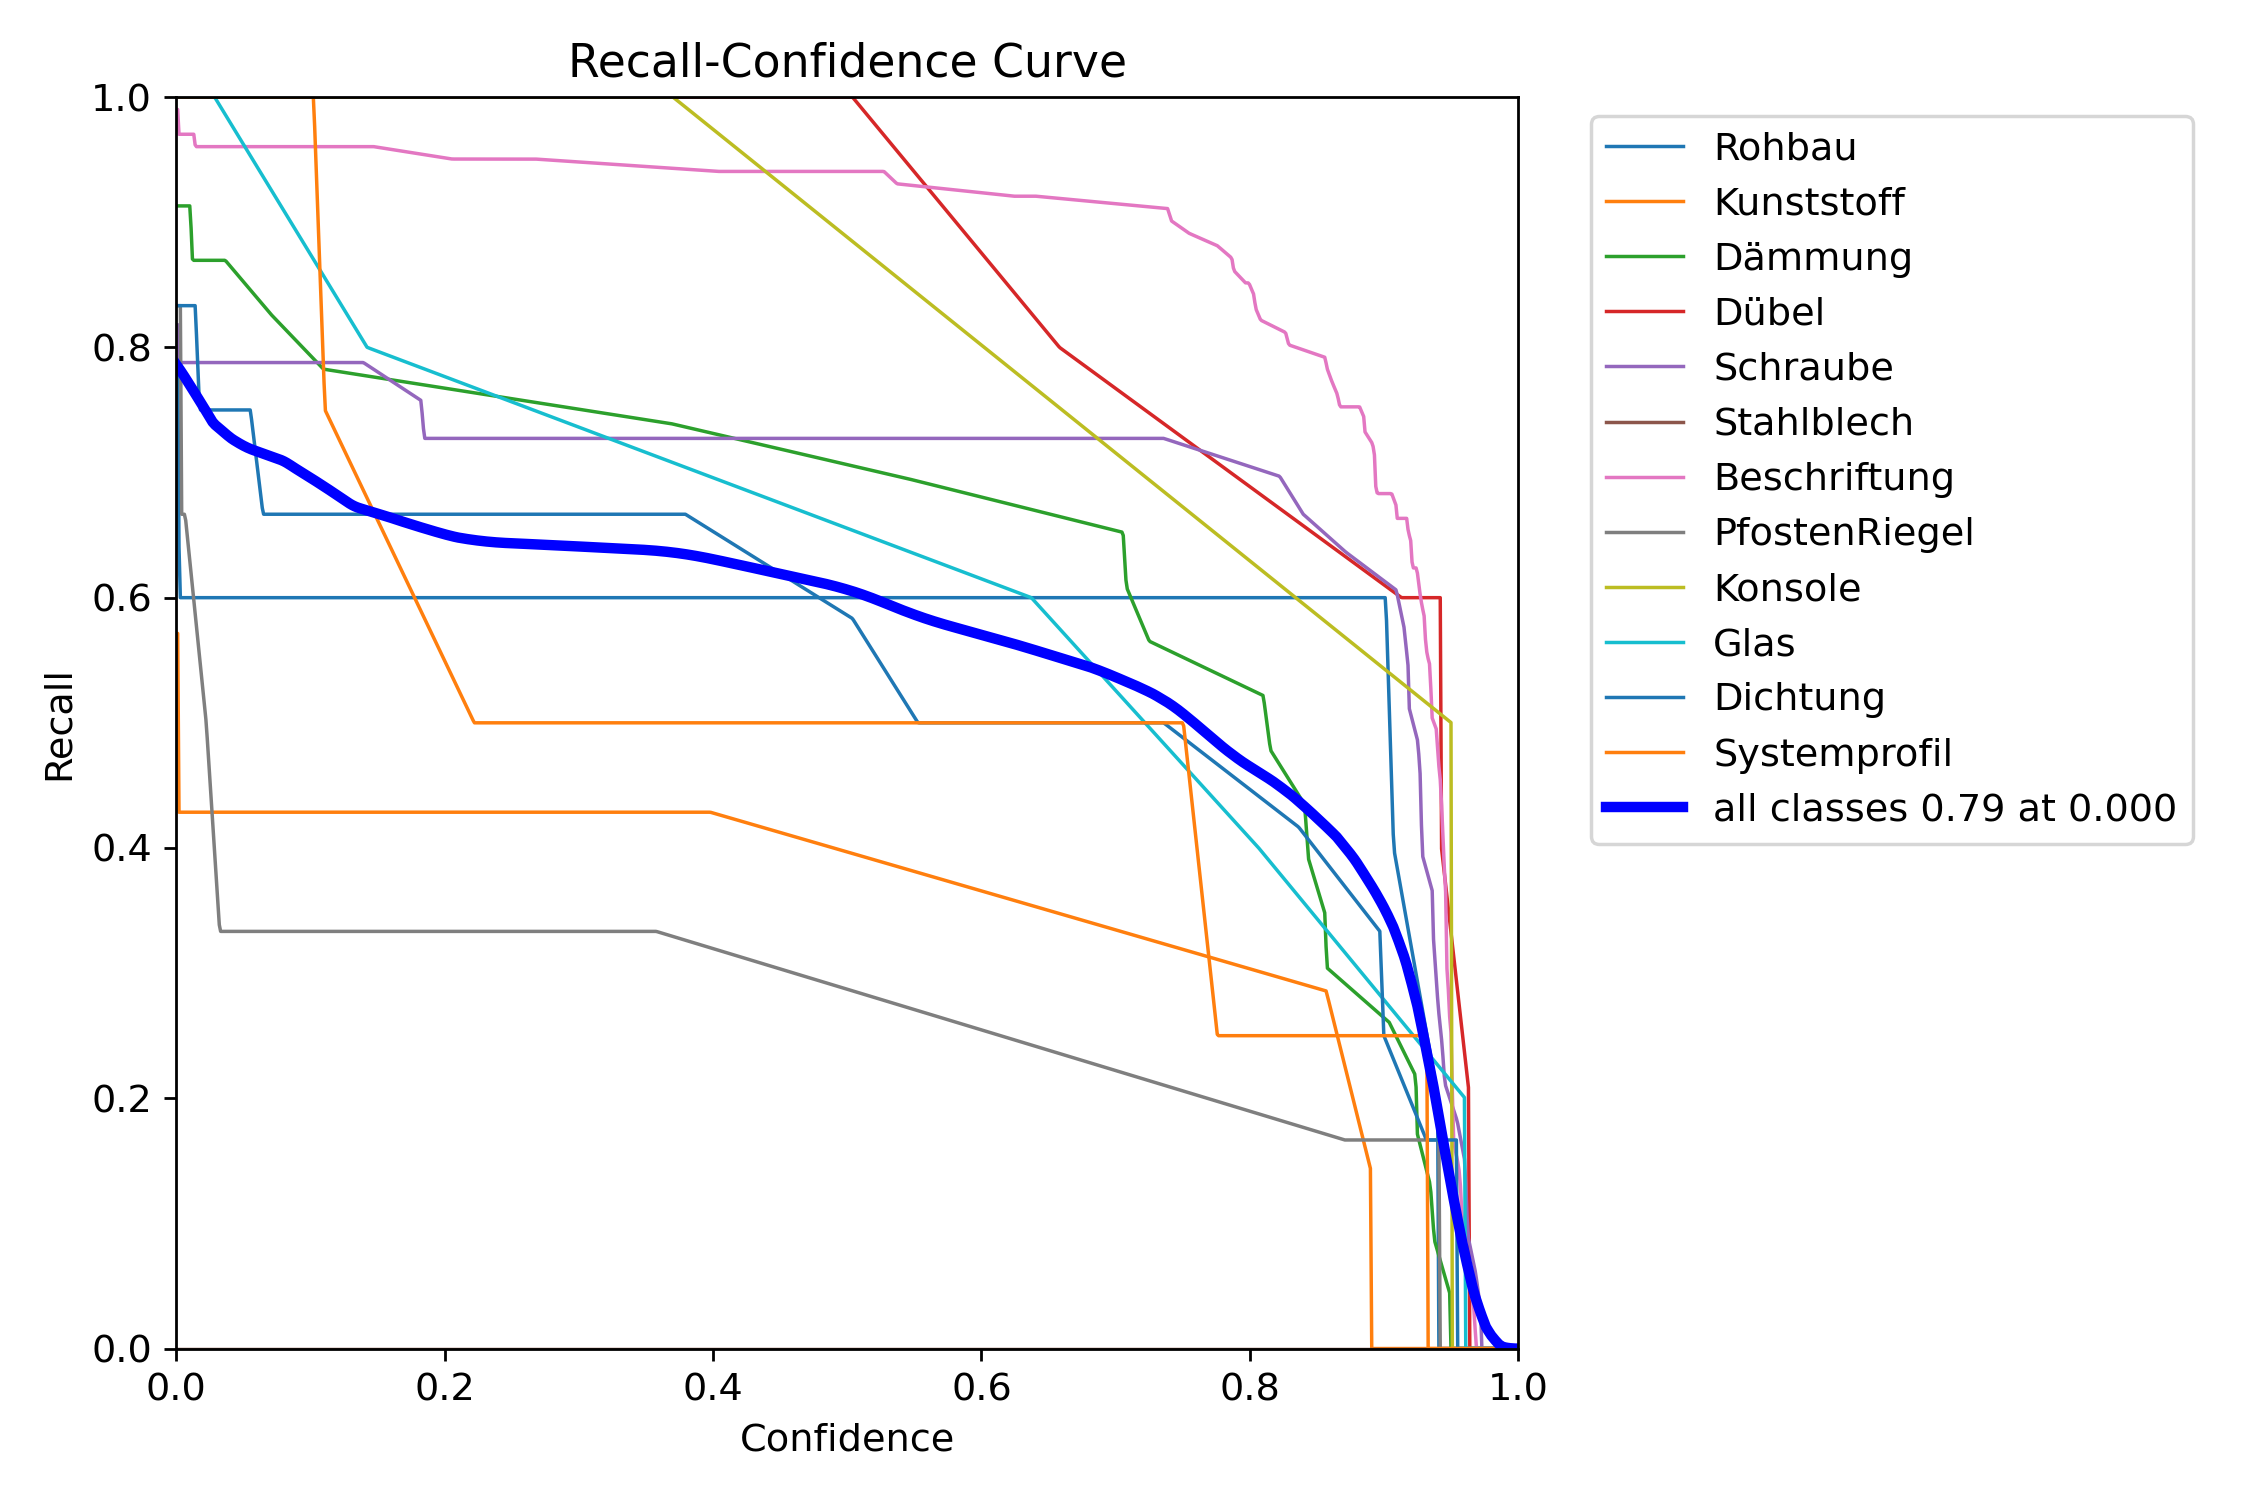 Recall-Confidence Curve
1.0
0.8
0.6
0.4
0.2
0.0
Recall
0.0 0.2 0.4 0.6 0.8 1.0
Confidence
Rohbau
Kunststoff
Dämmung
Dübel
Schraube
Stahlblech
Beschriftung
PfostenRiegel
Konsole
Glas
Dichtung
Systemprofil
all classes 0.79 at 0.000